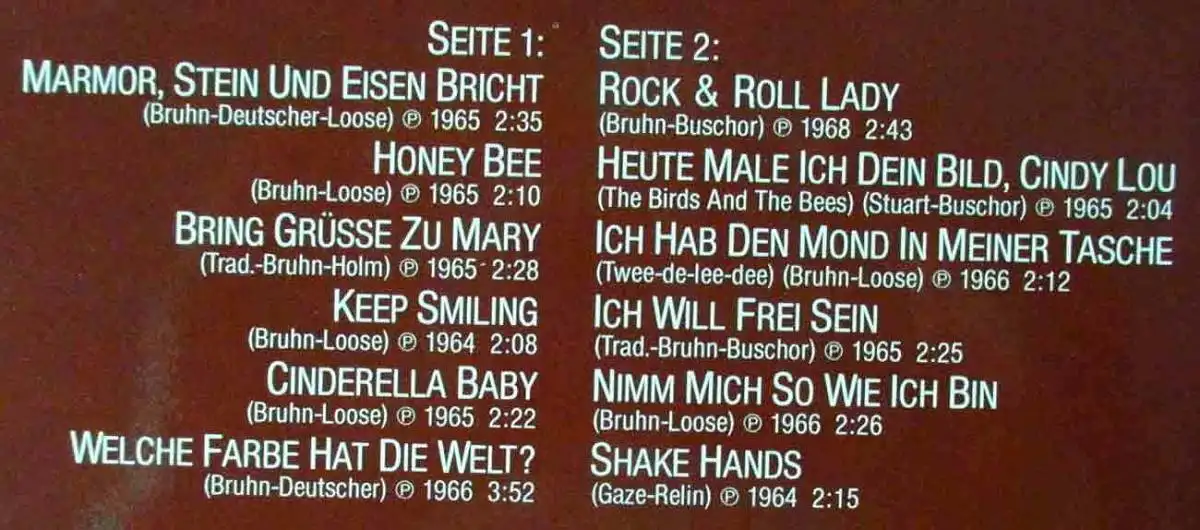 SEITE 1:
MARMOR, STEIN UND EISEN BRICHT
(Bruhn-Deutscher-Loose) ℗ 1965 2:35
HONEY BEE
(Bruhn-Loose) ℗ 1965 2:10
BRING GRÜSSE ZU MARY
(Trad.-Bruhn-Holm) ℗ 1965 2:28
KEEP SMILING
(Bruhn-Loose) ℗ 1964 2:08
CINDERELLA BABY
(Bruhn-Loose) ℗ 1965 2:22
WELCHE FARBE HAT DIE WELT?
(Bruhn-Deutscher) ℗ 1966 3:52
SEITE 2:
ROCK & ROLL LADY
(Bruhn-Buschor) ℗ 1968 2:43
HEUTE MALE ICH DEIN BILD, CINDY LOU
(The Birds And The Bees) (Stuart-Buschor) ℗ 1965 2:04
ICH HAB DEN MOND IN MEINER TASCHE
(Twee-de-lee-dee) (Bruhn-Loose) ℗ 1966 2:12
ICH WILL FREI SEIN
(Trad.-Bruhn-Buschor) ℗ 1965 2:25
NIMM MICH SO WIE ICH BIN
(Bruhn-Loose) ℗ 1966 2:26
SHAKE HANDS
(Gaze-Relin) ℗ 1964 2:15